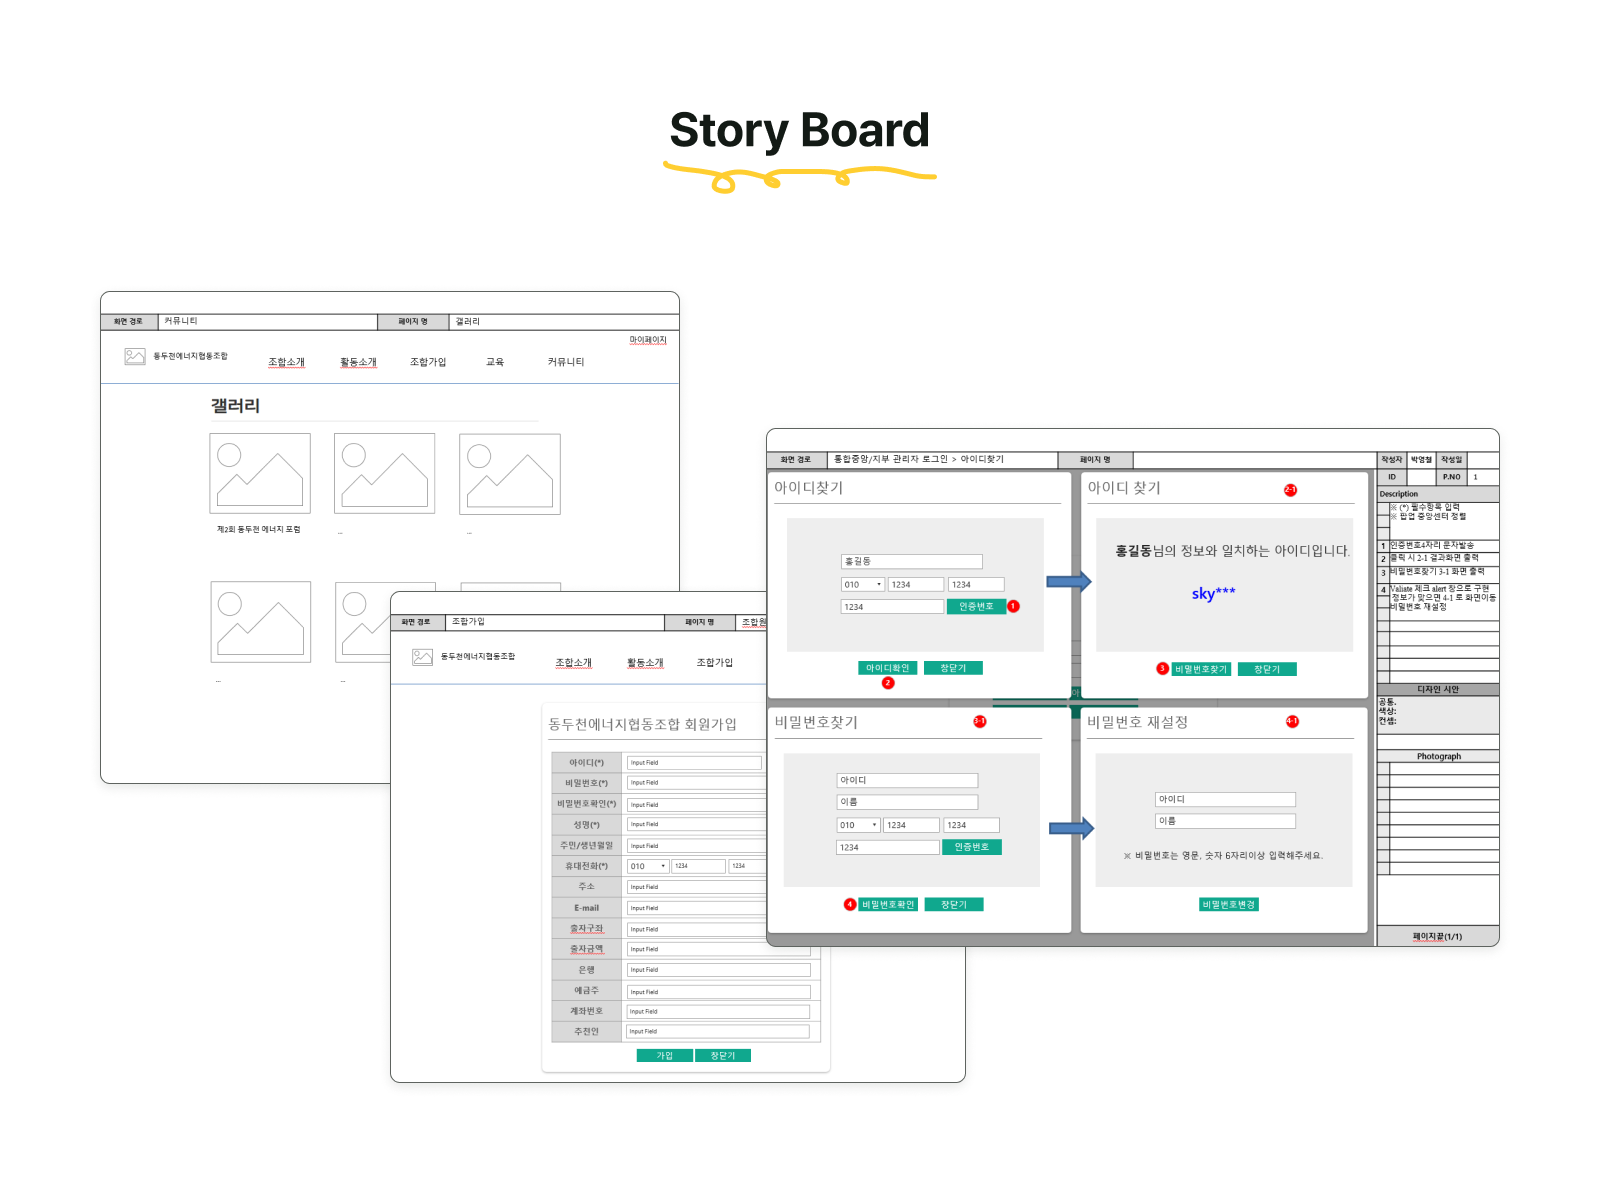 Story Board
화면 경로 커뮤니티 페이지 명 갤러리
마이페이지
동두천에너지협동조합 조합소개 활동소개 조합가입 교육 커뮤니티
갤러리
제2회 동두천 에너지 포럼 ... ...
... ...
화면 경로 조합가입 페이지 명 조합원
동두천에너지협동조합 조합소개 활동소개 조합가입
동두천에너지협동조합 회원가입
아이디(*) Input Field
비밀번호(*) Input Field
비밀번호확인(*) Input Field
성명(*) Input Field
주민/생년월일 Input Field
휴대전화(*) 010 1234 1234
주소 Input Field
E-mail Input Field
출자구좌 Input Field
출자금액 Input Field
은행 Input Field
예금주 Input Field
계좌번호 Input Field
추천인 Input Field
가입 창닫기
화면 경로 통합중앙/지부 관리자 로그인 > 아이디찾기 페이지 명
아이디찾기
홍길동
010 1234 1234
1234 인증번호 1
아이디확인 창닫기
2
아이디 찾기 2-1
홍길동님의 정보와 일치하는 아이디입니다.
sky***
3 비밀번호찾기 창닫기
비밀번호찾기 3-1
아이디
이름
010 1234 1234
1234 인증번호
4 비밀번호확인 창닫기
비밀번호 재설정 4-1
아이디
이름
※ 비밀번호는 영문, 숫자 6자리이상 입력해주세요.
비밀번호변경
작성자 박영철 작성일
ID P.NO 1
Description
※ (*) 필수항목 입력
※ 팝업 중앙센터 정렬
1 인증번호4자리 문자발송
2 클릭 시 2-1 결과화면 출력
3 비밀번호찾기 3-1 화면 출력
4 Valiate 체크 alert 창으로 구현
정보가 맞으면 4-1 로 화면이동
비밀번호 재설정
디자인 시안
공통.
색상:
컨셉:
Photograph
페이지끝(1/1)